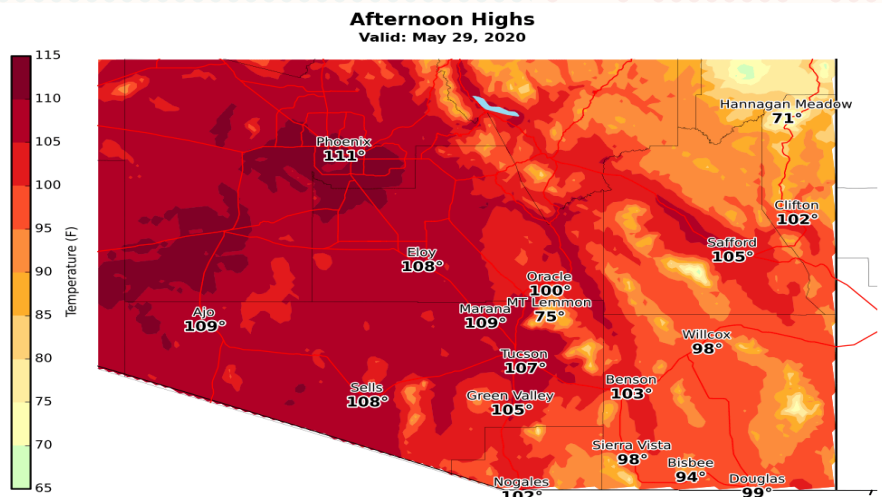 Afternoon Highs
Valid: May 29, 2020
115
110
105
100
95
90
85
80
75
70
65
Temperature (F)
Hannagan Meadow
71°
Phoenix
111°
Clifton
102°
Safford
105°
Eloy
108°
Oracle
100°
MT Lemmon
75°
Marana
109°
Ajo
109°
Willcox
98°
Tucson
107°
Benson
103°
Sells
108°
Green Valley
105°
Sierra Vista
98°
Bisbee
94°
Douglas
99°
Nogales
102°